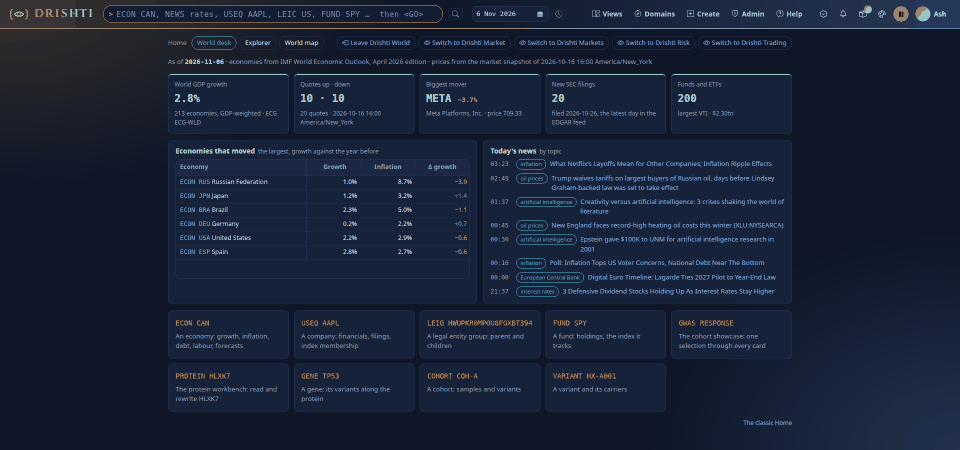 {<>} DRISHTI
> ECON CAN, NEWS rates, USEQ AAPL, LEIC US, FUND SPY … then <GO>
6 Nov 2026
Views
Domains
Create
Admin
Help
Ash
Home
World desk
Explorer
World map
Leave Drishti World
Switch to Drishti Market
Switch to Drishti Markets
Switch to Drishti Risk
Switch to Drishti Trading
As of 2026-11-06 · economies from IMF World Economic Outlook, April 2026 edition · prices from the market snapshot of 2026-10-16 16:00 America/New_York
World GDP growth
2.8%
213 economies, GDP-weighted · ECG
ECG-WLD
Quotes up · down
10 · 10
20 quotes · 2026-10-16 16:00
America/New_York
Biggest mover
META −3.7%
Meta Platforms, Inc. · price 709.33
New SEC filings
20
filed 2026-10-26, the latest day in the
EDGAR feed
Funds and ETFs
200
largest VTI · $2.30tn
Economies that moved the largest, growth against the year before
Economy Growth Inflation Δ growth
ECON RUS Russian Federation 1.0% 8.7% −3.9
ECON JPN Japan 1.2% 3.2% +1.4
ECON BRA Brazil 2.3% 5.0% −1.1
ECON DEU Germany 0.2% 2.2% +0.7
ECON USA United States 2.2% 2.9% −0.6
ECON ESP Spain 2.8% 2.7% −0.6
Today's news by topic
03:23 inflation What Netflix's Layoffs Mean for Other Companies; Inflation Ripple Effects
02:49 oil prices Trump waives tariffs on largest buyers of Russian oil, days before Lindsey
Graham-backed law was set to take effect
01:37 artificial intelligence Creativity versus artificial intelligence: 3 crises shaking the world of
literature
00:45 oil prices New England faces record-high heating oil costs this winter (XLU:NYSEARCA)
00:30 artificial intelligence Epstein gave $100K to UNM for artificial intelligence research in
2001
00:16 inflation Poll: Inflation Tops US Voter Concerns, National Debt Near The Bottom
00:00 European Central Bank Digital Euro Timeline: Lagarde Ties 2027 Pilot to Year-End Law
21:37 interest rates 3 Defensive Dividend Stocks Holding Up As Interest Rates Stay Higher
ECON CAN
An economy: growth, inflation,
debt, labour, forecasts
USEQ AAPL
A company: financials, filings,
index membership
LEIG HWUPKR0MPOU8FGXBT394
A legal entity group: parent and
children
FUND SPY
A fund: holdings, the index it
tracks
GWAS RESPONSE
The cohort showcase: one
selection through every card
PROTEIN HLXK7
The protein workbench: read and
rewrite HLXK7
GENE TP53
A gene: its variants along the
protein
COHORT COH-A
A cohort: samples and variants
VARIANT HX-A001
A variant and its carriers
The classic Home